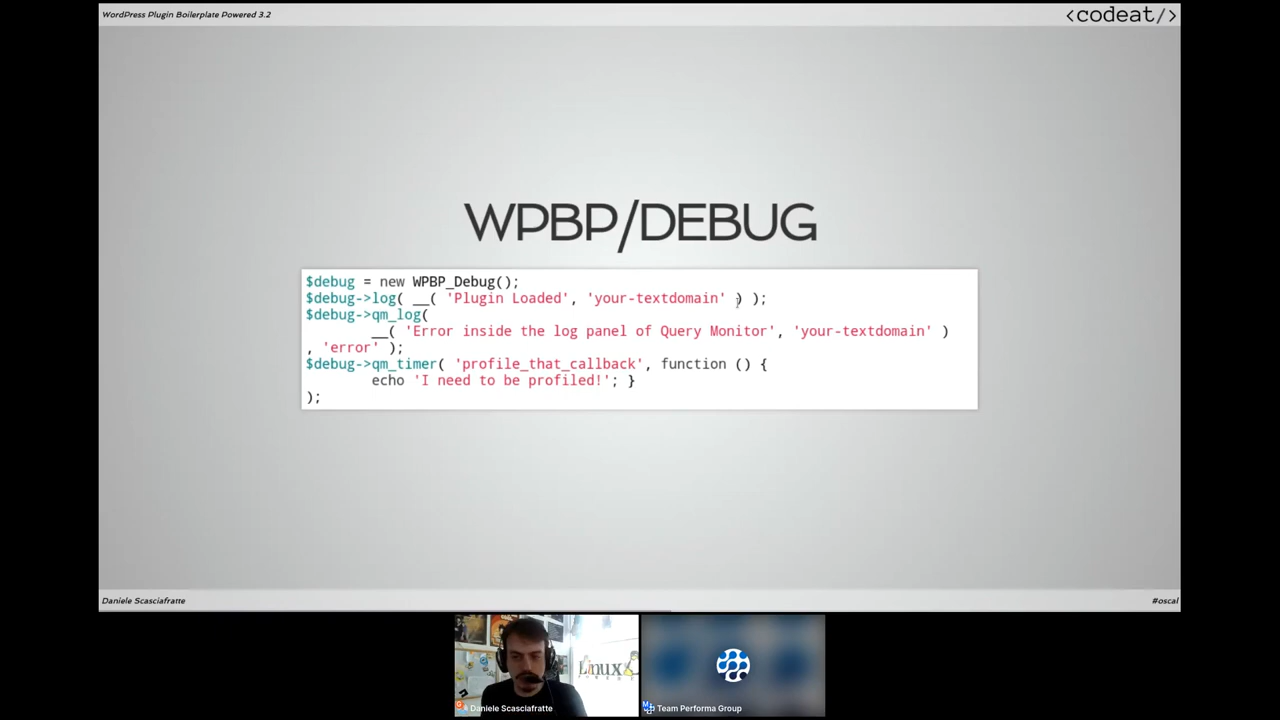 WordPress Plugin Boilerplate Powered 3.2
<codeat/>
WPBP/DEBUG
$debug = new WPBP_Debug();
$debug->log( __( 'Plugin Loaded', 'your-textdomain' ) );
$debug->qm_log(
__( 'Error inside the log panel of Query Monitor', 'your-textdomain' )
, 'error' );
$debug->qm_timer( 'profile_that_callback', function () {
echo 'I need to be profiled!'; }
);
Daniele Scasciafratte
#oscal
Linux
Daniele Scasciafratte
Team Performa Group